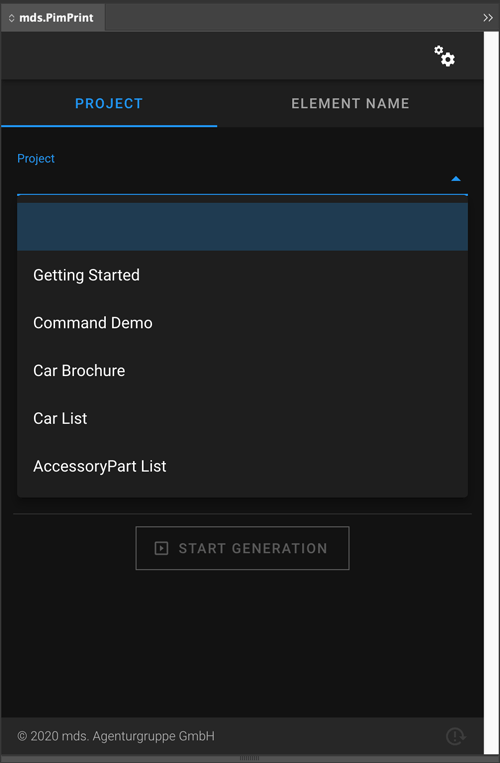 mds.PimPrint
PROJECT
ELEMENT NAME
Project
Getting Started
Command Demo
Car Brochure
Car List
AccessoryPart List
START GENERATION
© 2020 mds. Agenturgruppe GmbH